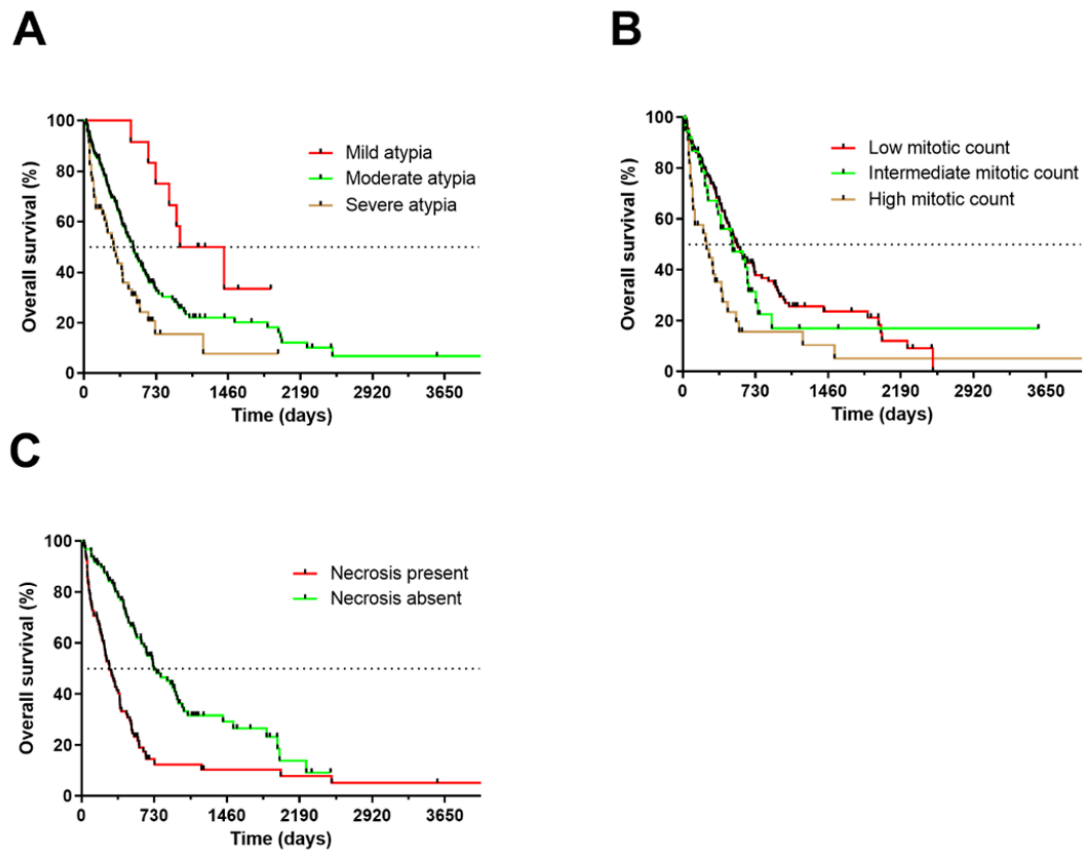 A
Overall survival (%)
100
80
60
40
20
0
Mild atypia
Moderate atypia
Severe atypia
0 730 1460 2190 2920 3650
Time (days)
B
Overall survival (%)
100
80
60
40
20
0
Low mitotic count
Intermediate mitotic count
High mitotic count
0 730 1460 2190 2920 3650
Time (days)
C
Overall survival (%)
100
80
60
40
20
0
Necrosis present
Necrosis absent
0 730 1460 2190 2920 3650
Time (days)